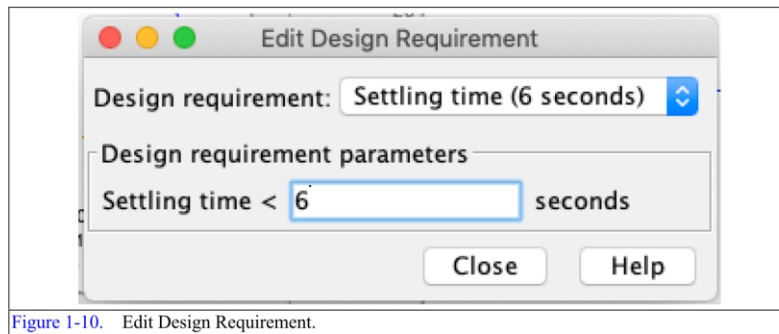 Edit Design Requirement
Design requirement: Settling time (6 seconds)
Design requirement parameters
Settling time < 6 seconds
Close Help
Figure 1-10. Edit Design Requirement.